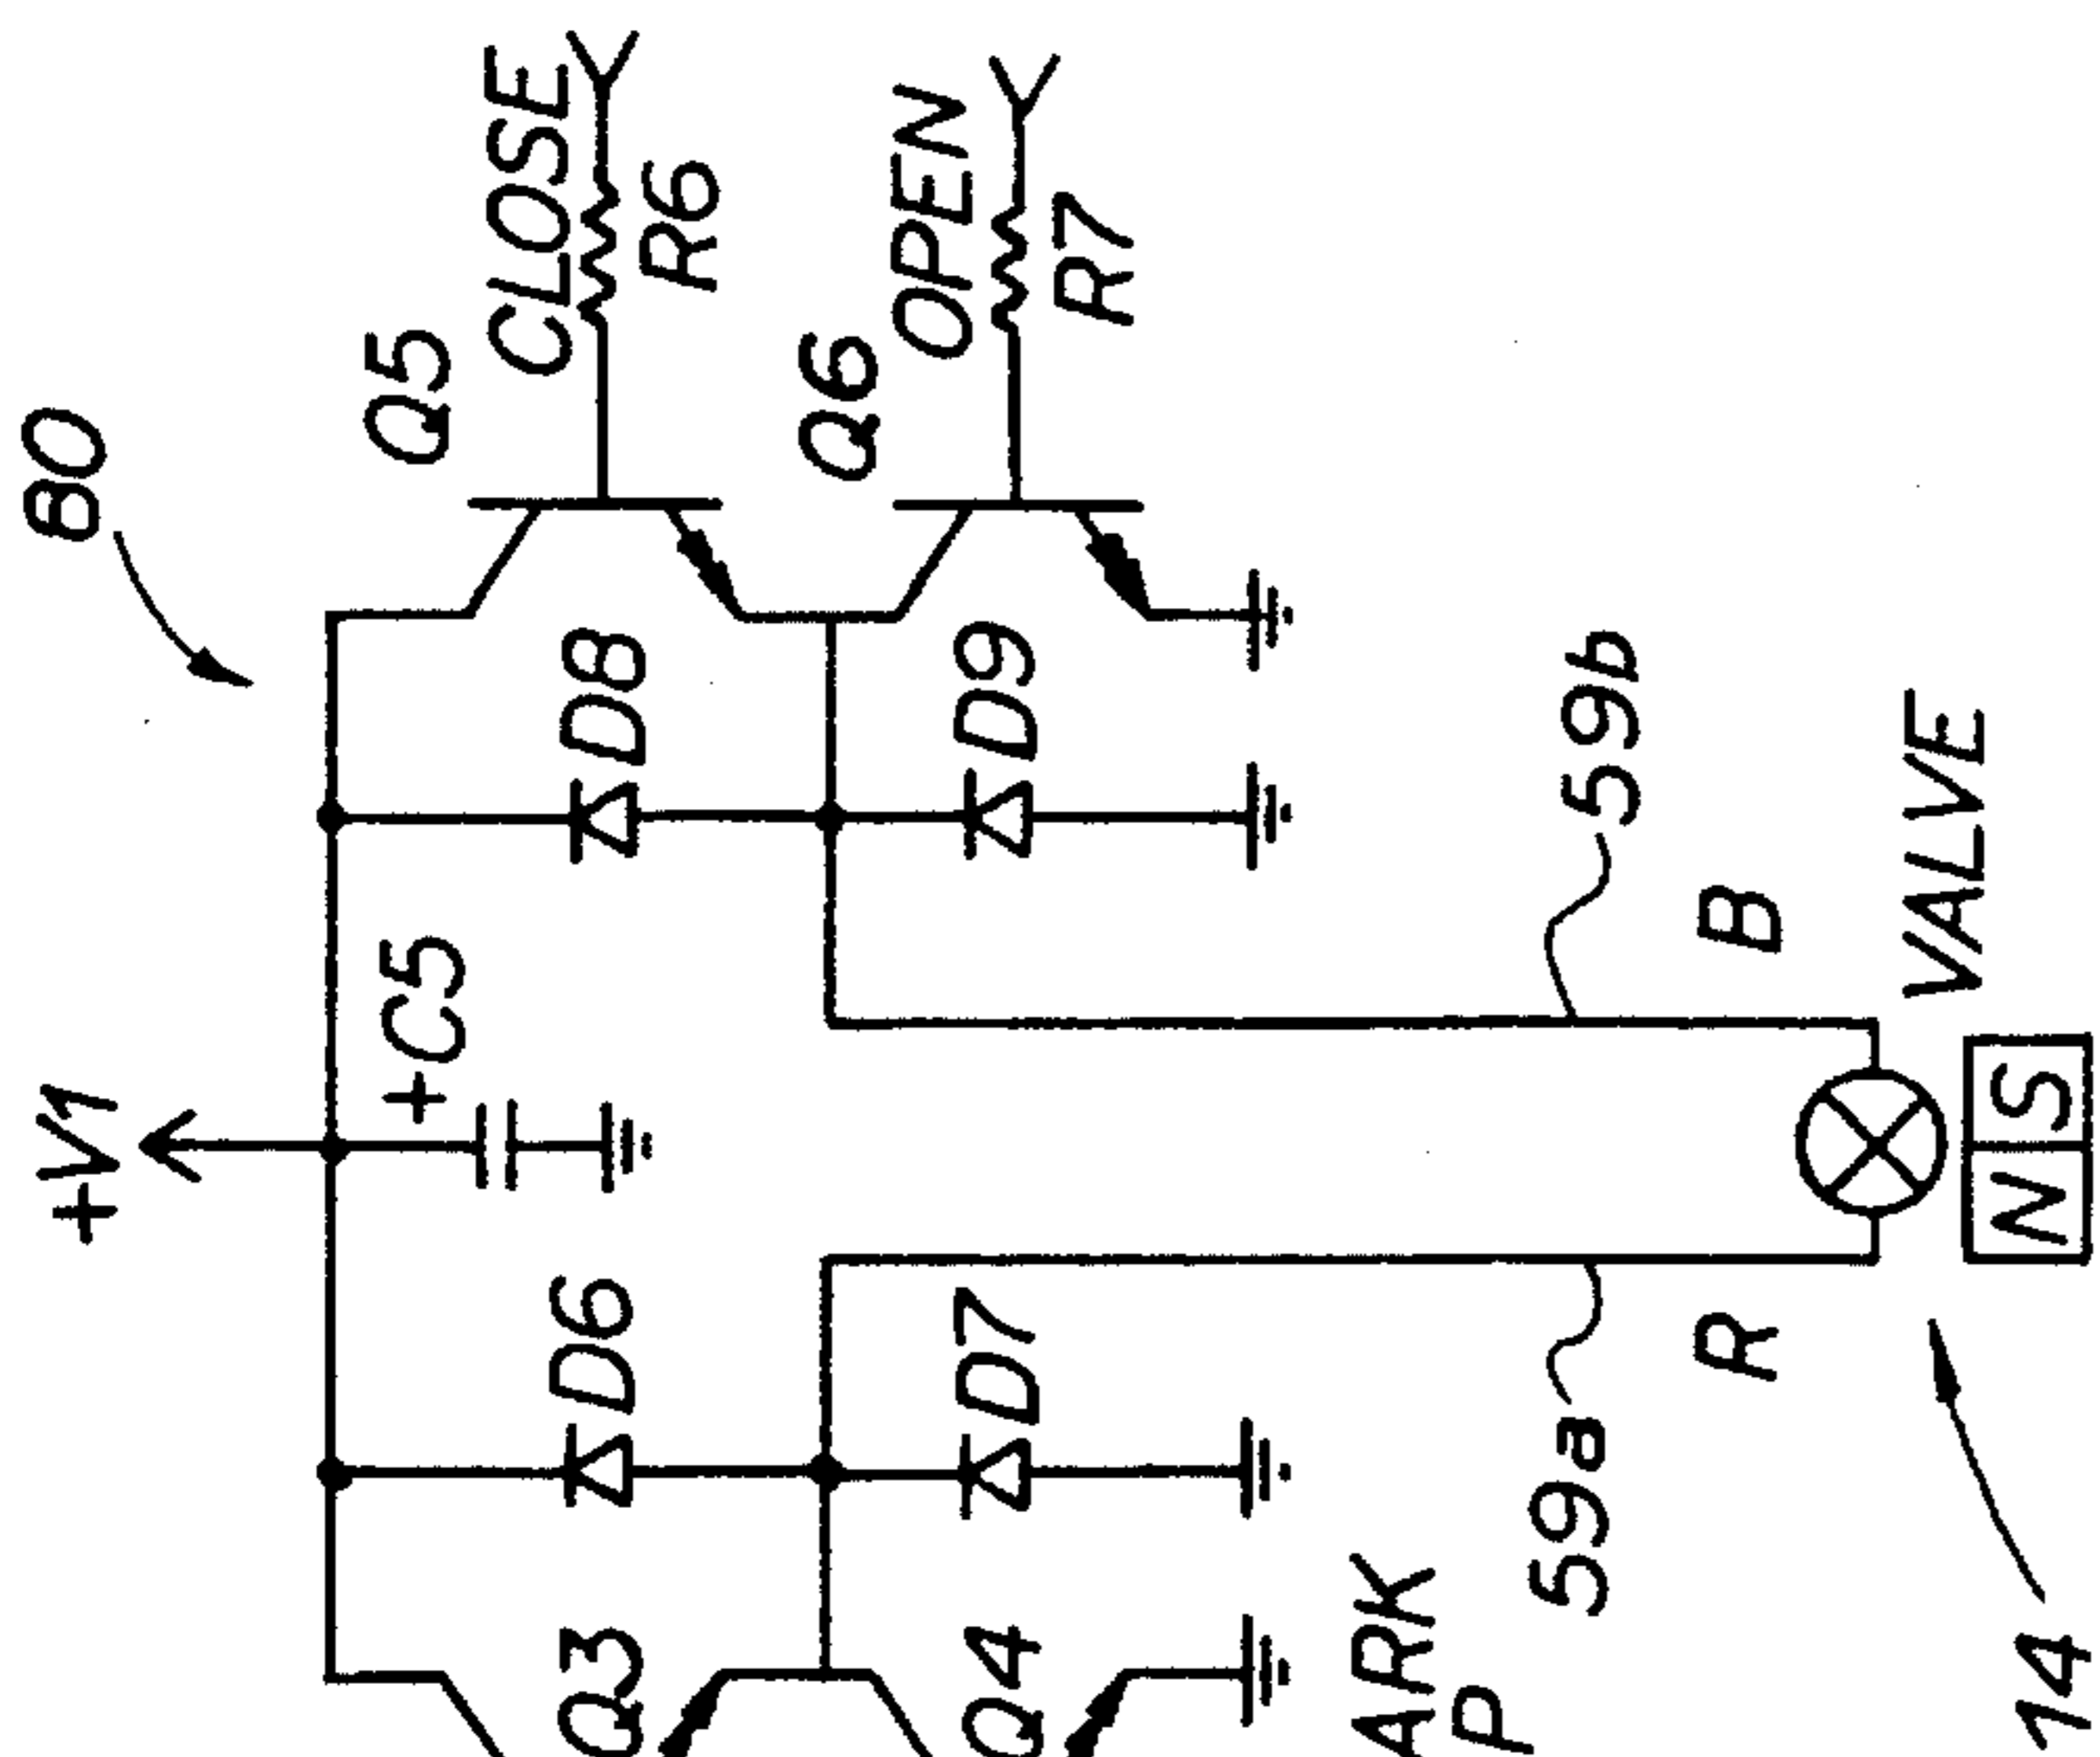 80
+V1
Q5
CLOSE
R6
Q6
OPEN
R7
D8
D9
+C5
D6
D7
Q3
Q4
59b
B
VALVE
N S
59a
R
14
ARK
P